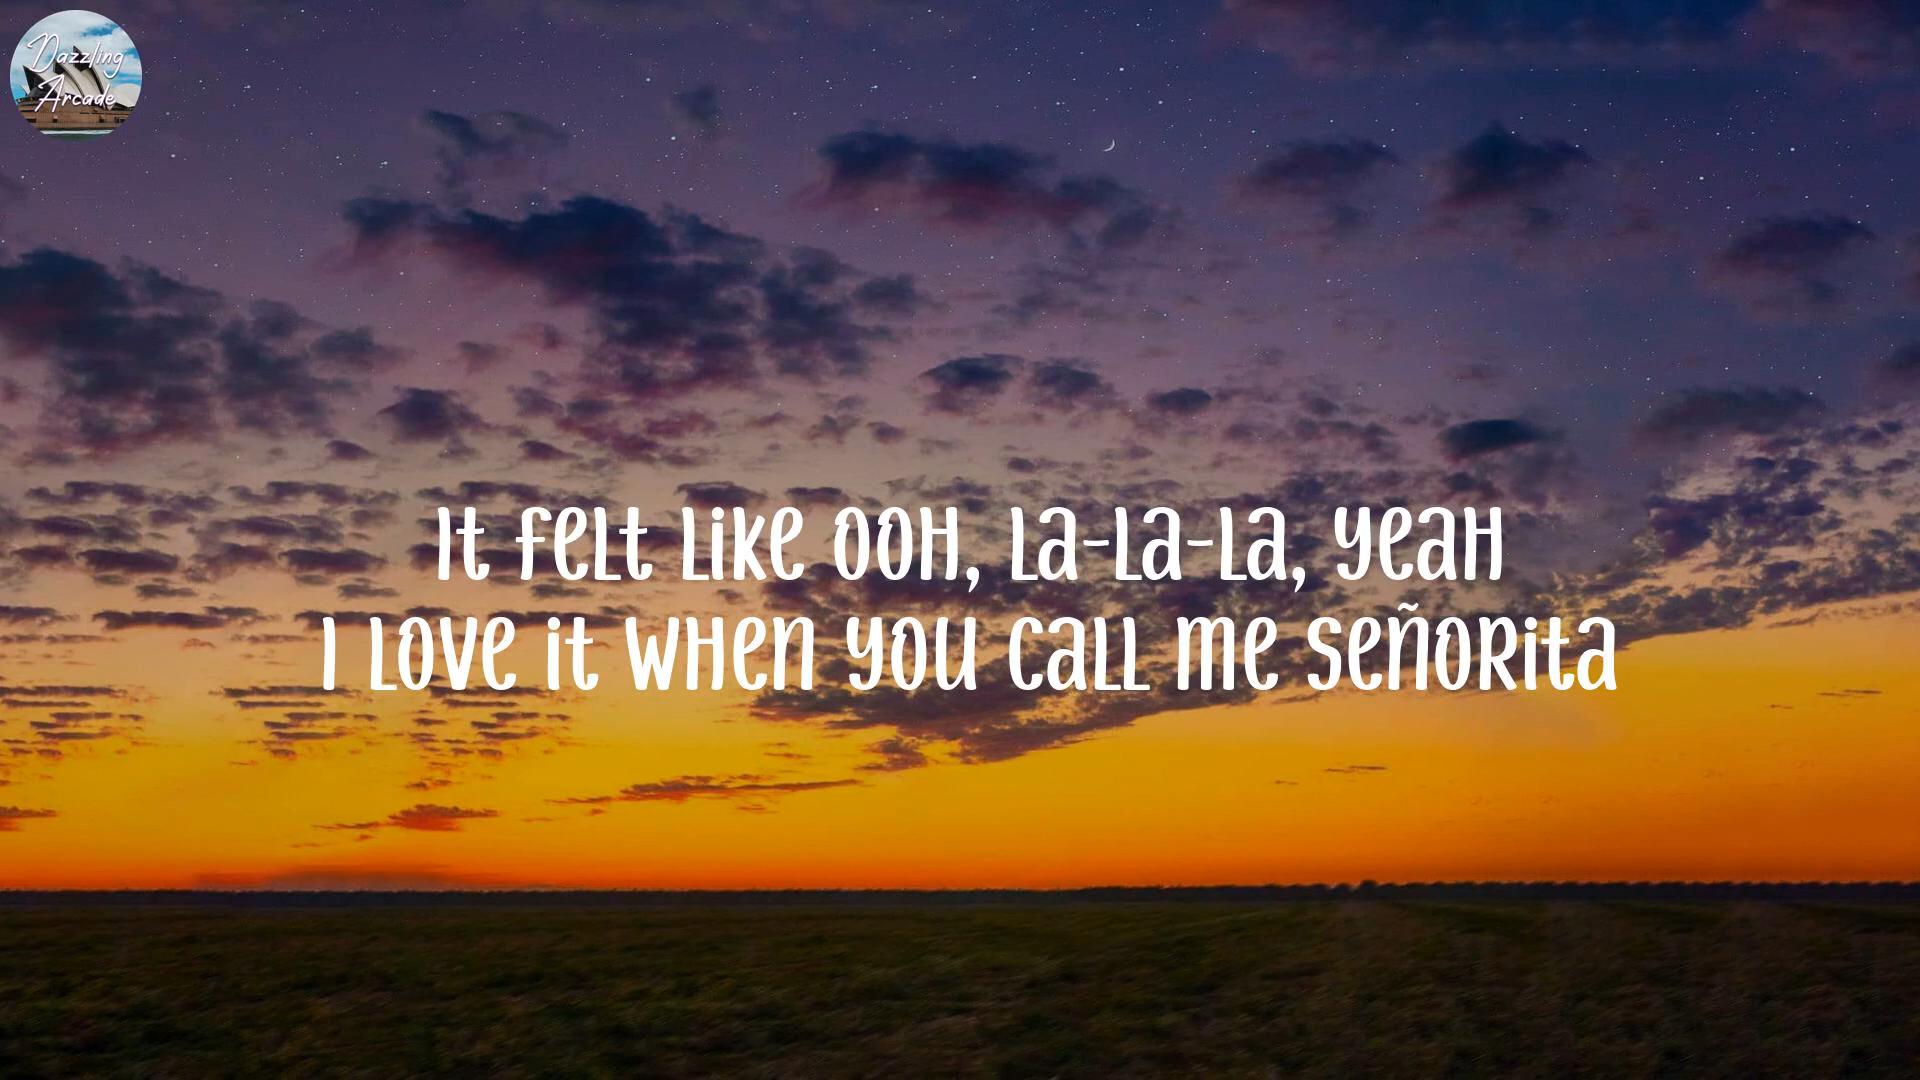 Dazzling
Arcade
It felt like ooh, la-la-la, yeah
I love it when you call me señorita